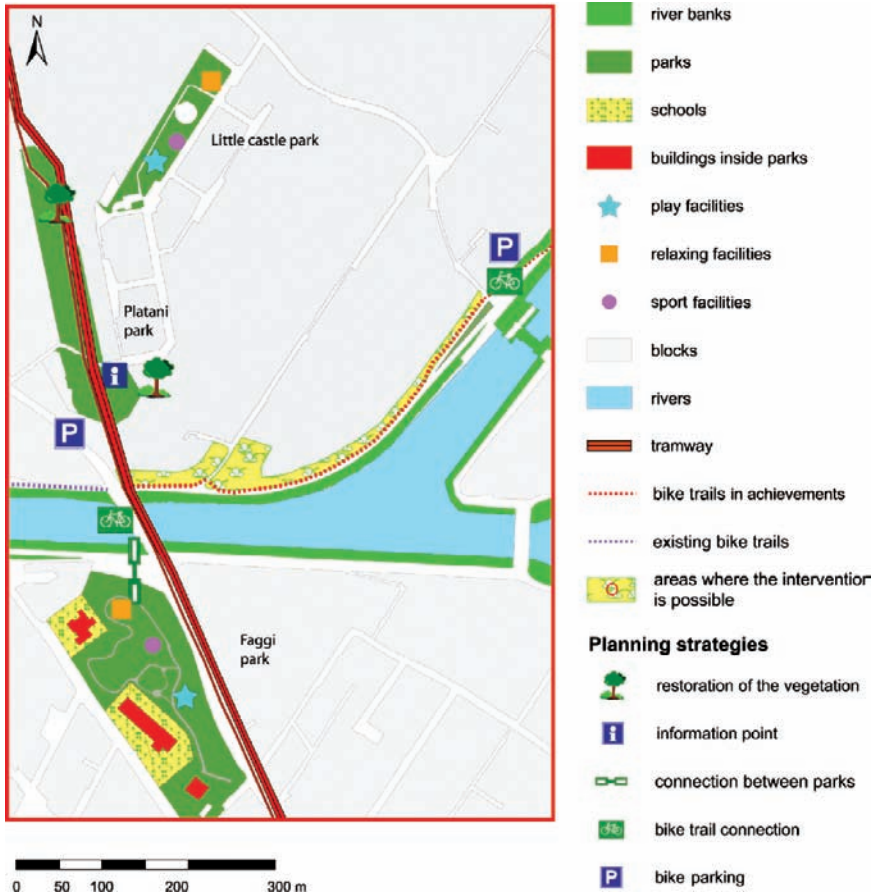 N
Little castle park
P
Platani
park
i
P
Faggi
park
0 50 100 200 300 m
river banks
parks
schools
buildings inside parks
play facilities
relaxing facilities
sport facilities
blocks
rivers
tramway
bike trails in achievements
existing bike trails
areas where the intervention
is possible
Planning strategies
restoration of the vegetation
i
information point
connection between parks
bike trail connection
P
bike parking